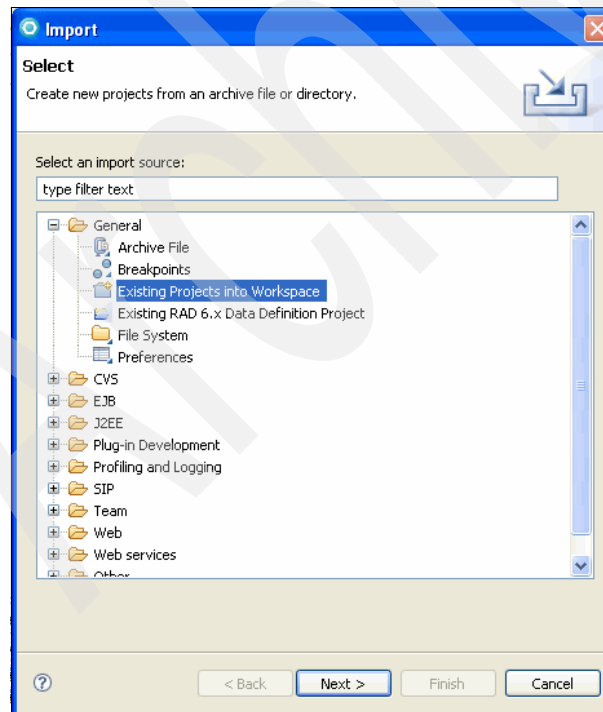 Import
Select
Create new projects from an archive file or directory.
Select an import source:
type filter text
General
Archive File
Breakpoints
Existing Projects into Workspace
Existing RAD 6.x Data Definition Project
File System
Preferences
CVS
EJB
J2EE
Plug-in Development
Profiling and Logging
SIP
Team
Web
Web services
Other
? < Back Next > Finish Cancel